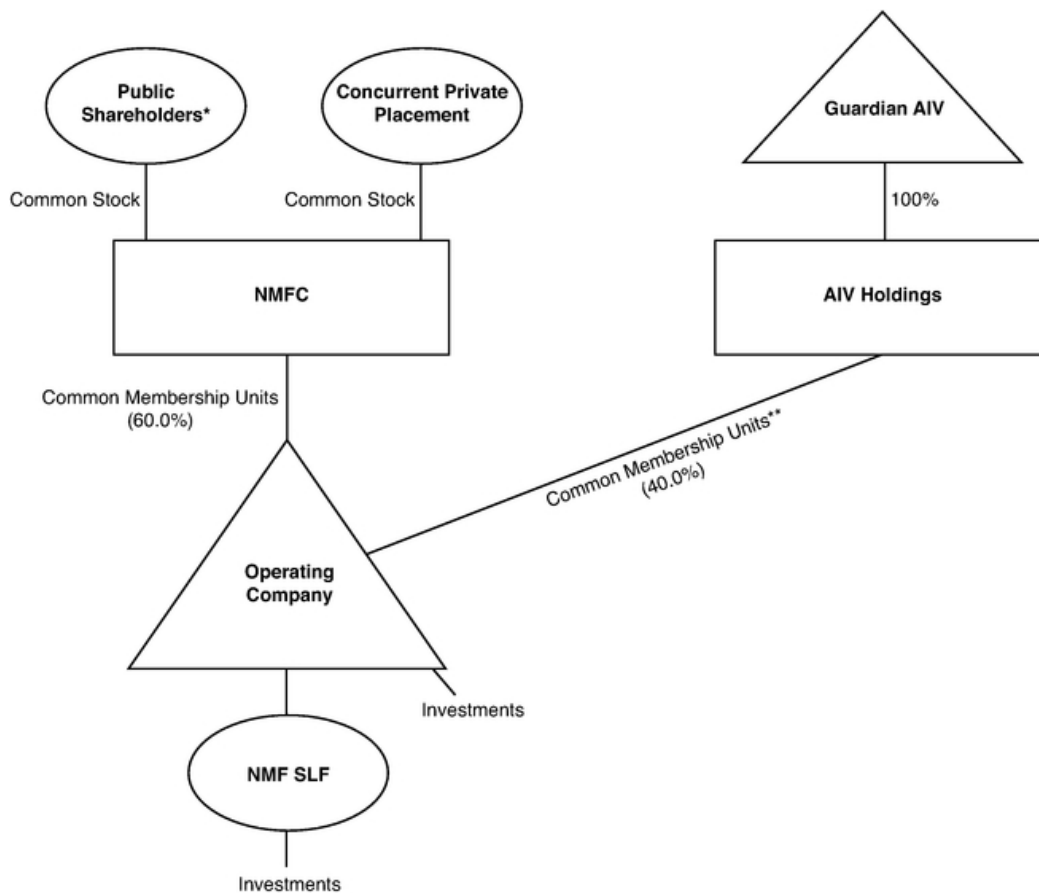 Public
Shareholders*
Concurrent Private
Placement
Guardian AIV
Common Stock
Common Stock
100%
NMFC
AIV Holdings
Common Membership Units
(60.0%)
Common Membership Units**
(40.0%)
Operating
Company
Investments
NMF SLF
Investments